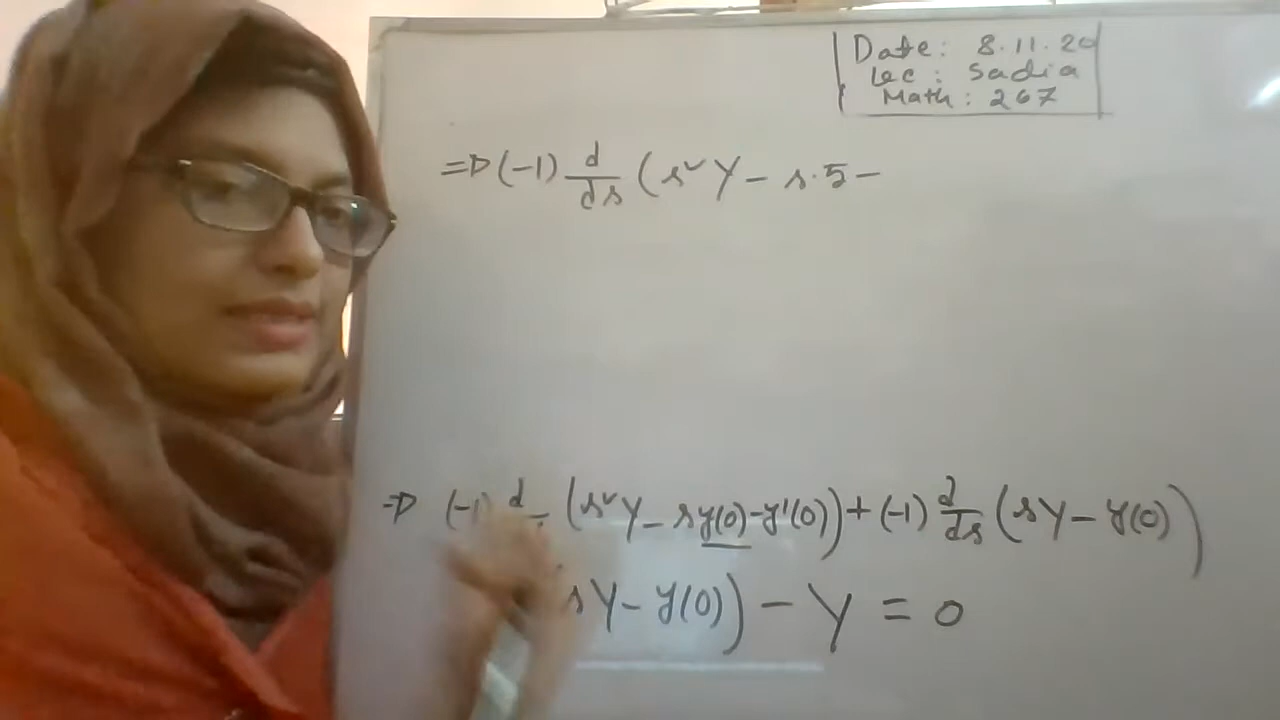 Date: 8.11.20
Lec: Sadia
Math: 267
⇒ (-1) d/ds (s²Y - s.5 -
⇒ (-1) d (s²Y - sy(0) - y'(0)) + (-1) d/ds (sY - y(0))
sY - y(0)) - Y = 0